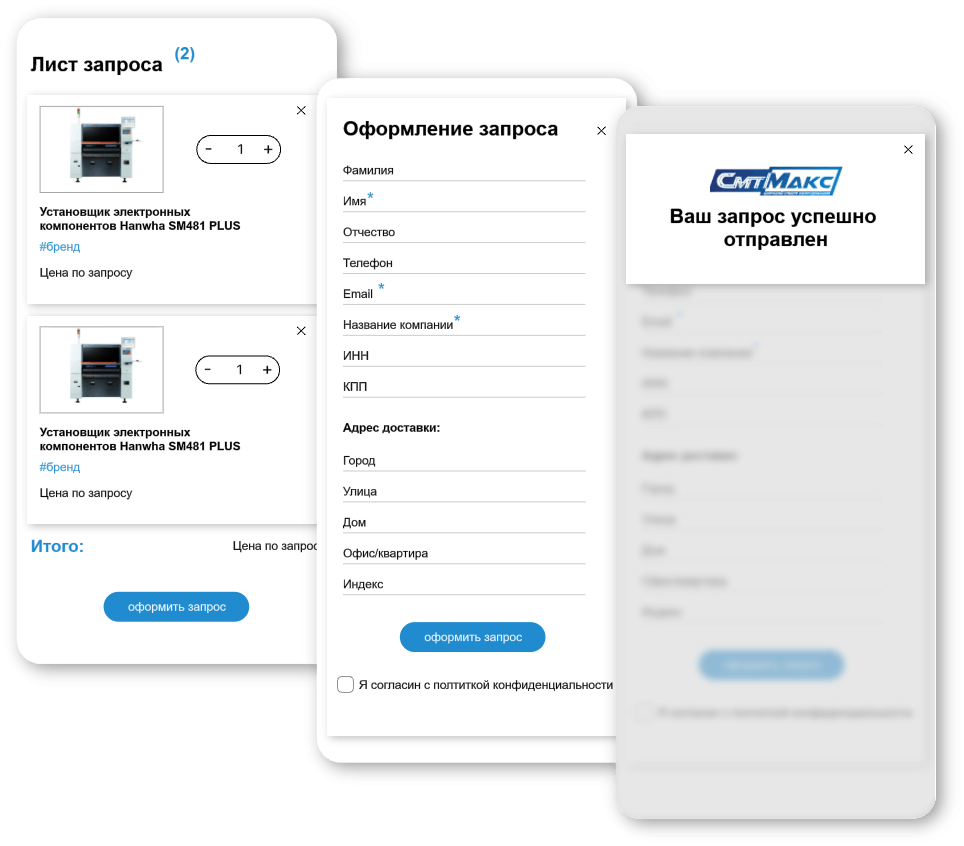 Лист запроса (2)
- 1 +
Установщик электронных
компонентов Hanwha SM481 PLUS
#бренд
Цена по запросу
- 1 +
Установщик электронных
компонентов Hanwha SM481 PLUS
#бренд
Цена по запросу
Итого: Цена по запрос
оформить запрос
Оформление запроса
Фамилия
Имя*
Отчество
Телефон
Email *
Название компании*
ИНН
КПП
Адрес доставки:
Город
Улица
Дом
Офис/квартира
Индекс
оформить запрос
Я согласин с полтиткой конфиденциальности
СМТМАКС
Ваш запрос успешно
отправлен